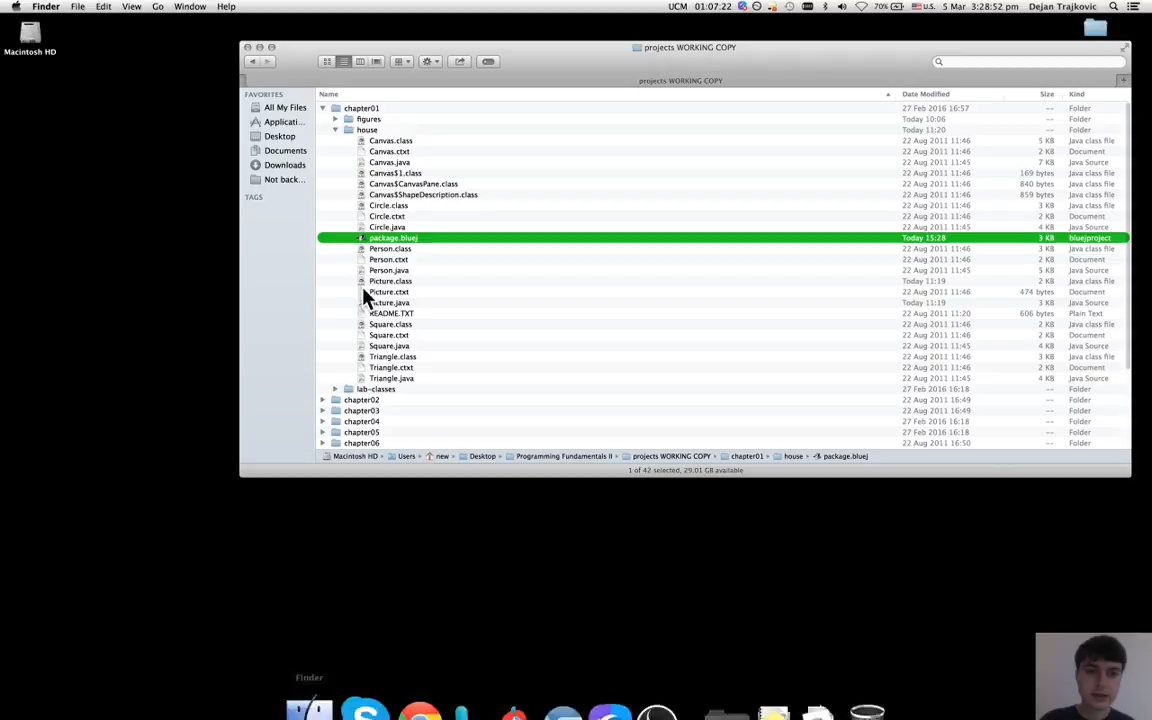 Finder File Edit View Go Window Help UCM 01:07:22 70% U.S. 5 Mar 3:28:52 pm Dejan Trajkovic
Macintosh HD
projects WORKING COPY
projects WORKING COPY
FAVORITES
All My Files
Applicati...
Desktop
Documents
Downloads
Not back...
TAGS
Name Date Modified Size Kind
chapter01 27 Feb 2016 16:57 -- Folder
figures Today 10:06 -- Folder
house Today 11:20 -- Folder
Canvas.class 22 Aug 2011 11:46 5 KB Java class file
Canvas.ctxt 22 Aug 2011 11:46 2 KB Document
Canvas.java 22 Aug 2011 11:45 7 KB Java Source
Canvas$1.class 22 Aug 2011 11:46 169 bytes Java class file
Canvas$CanvasPane.class 22 Aug 2011 11:46 840 bytes Java class file
Canvas$ShapeDescription.class 22 Aug 2011 11:46 859 bytes Java class file
Circle.class 22 Aug 2011 11:46 3 KB Java class file
Circle.ctxt 22 Aug 2011 11:46 2 KB Document
Circle.java 22 Aug 2011 11:45 4 KB Java Source
package.bluej Today 15:28 3 KB bluejproject
Person.class 22 Aug 2011 11:46 3 KB Java class file
Person.ctxt 22 Aug 2011 11:46 2 KB Document
Person.java 22 Aug 2011 11:45 5 KB Java Source
Picture.class Today 11:19 2 KB Java class file
Picture.ctxt 22 Aug 2011 11:46 474 bytes Document
cture.java Today 11:19 3 KB Java Source
README.TXT 22 Aug 2011 11:20 606 bytes Plain Text
Square.class 22 Aug 2011 11:46 2 KB Java class file
Square.ctxt 22 Aug 2011 11:46 2 KB Document
Square.java 22 Aug 2011 11:45 4 KB Java Source
Triangle.class 22 Aug 2011 11:46 3 KB Java class file
Triangle.ctxt 22 Aug 2011 11:46 2 KB Document
Triangle.java 22 Aug 2011 11:45 4 KB Java Source
lab-classes 27 Feb 2016 16:18 -- Folder
chapter02 22 Aug 2011 16:49 -- Folder
chapter03 22 Aug 2011 16:49 -- Folder
chapter04 27 Feb 2016 16:18 -- Folder
chapter05 27 Feb 2016 16:18 -- Folder
chapter06 22 Aug 2011 16:50 -- Folder
Macintosh HD Users new Desktop Programming Fundamentals II projects WORKING COPY chapter01 house package.bluej
1 of 42 selected, 29.01 GB available
Finder